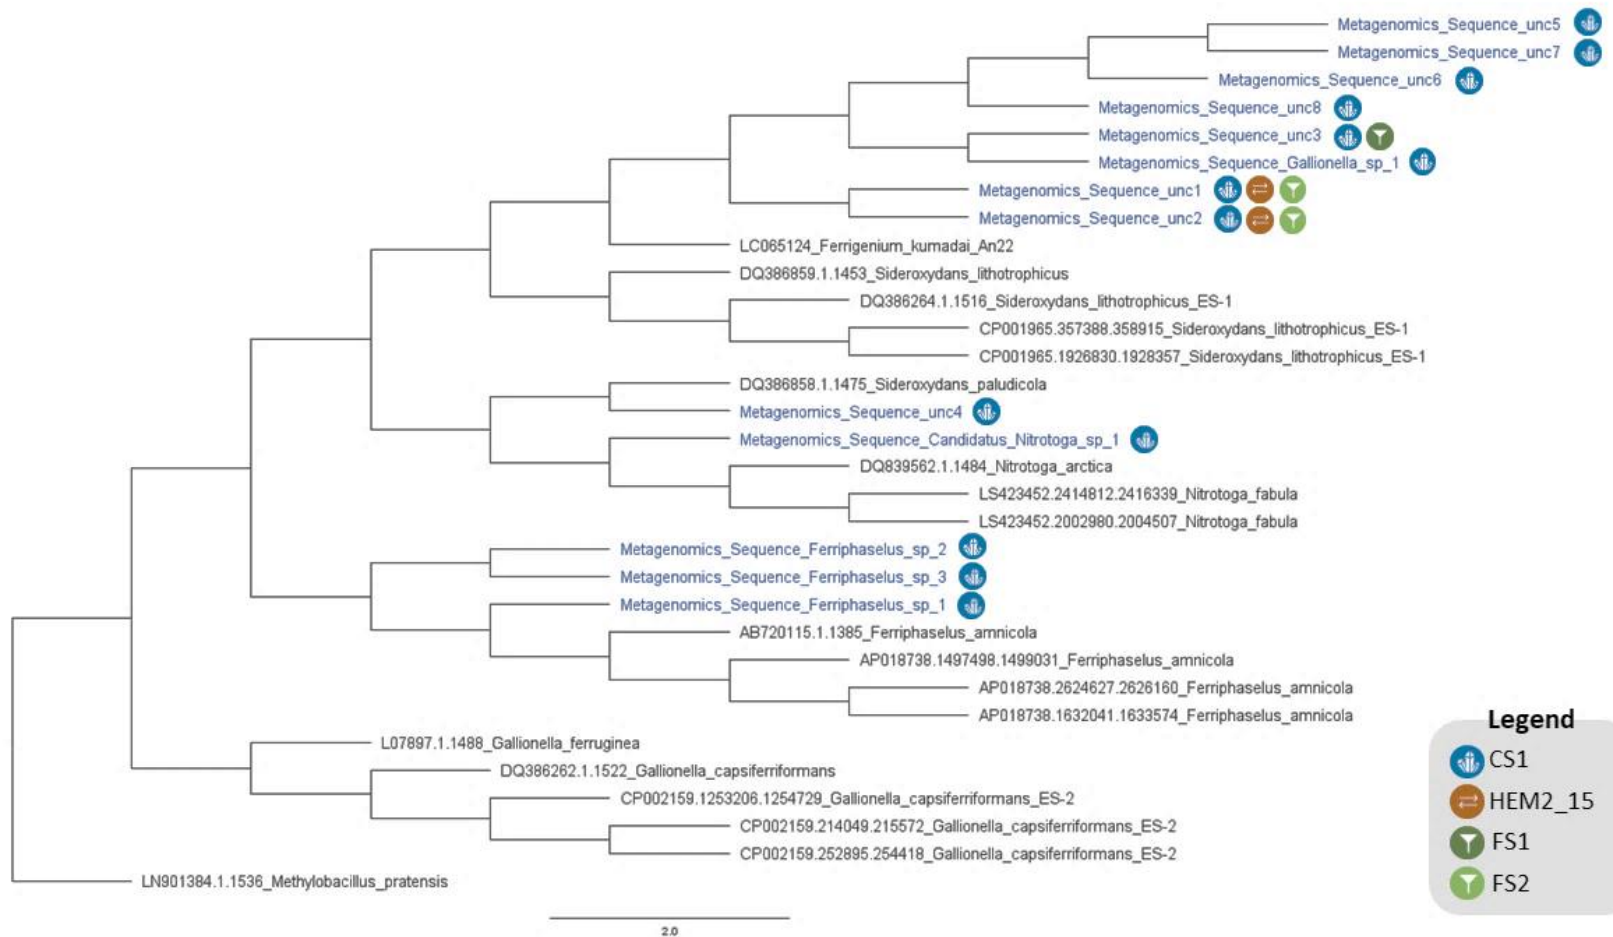 Metagenomics_Sequence_unc5
Metagenomics_Sequence_unc7
Metagenomics_Sequence_unc6
Metagenomics_Sequence_unc8
Metagenomics_Sequence_unc3
Metagenomics_Sequence_Gallionella_sp_1
Metagenomics_Sequence_unc1
Metagenomics_Sequence_unc2
LC065124_Ferrigenium_kumadai_An22
DQ386859.1.1453_Sideroxydans_lithotrophicus
DQ386264.1.1516_Sideroxydans_lithotrophicus_ES-1
CP001965.357388.358915_Sideroxydans_lithotrophicus_ES-1
CP001965.1926830.1928357_Sideroxydans_lithotrophicus_ES-1
DQ386858.1.1475_Sideroxydans_paludicola
Metagenomics_Sequence_unc4
Metagenomics_Sequence_Candidatus_Nitrotoga_sp_1
DQ839562.1.1484_Nitrotoga_arctica
LS423452.2414812.2416339_Nitrotoga_fabula
LS423452.2002980.2004507_Nitrotoga_fabula
Metagenomics_Sequence_Ferriphaselus_sp_2
Metagenomics_Sequence_Ferriphaselus_sp_3
Metagenomics_Sequence_Ferriphaselus_sp_1
AB720115.1.1385_Ferriphaselus_amnicola
AP018738.1497498.1499031_Ferriphaselus_amnicola
AP018738.2624627.2626160_Ferriphaselus_amnicola
AP018738.1632041.1633574_Ferriphaselus_amnicola
L07897.1.1488_Gallionella_ferruginea
DQ386262.1.1522_Gallionella_capsiferriformans
CP002159.1253206.1254729_Gallionella_capsiferriformans_ES-2
CP002159.214049.215572_Gallionella_capsiferriformans_ES-2
CP002159.252895.254418_Gallionella_capsiferriformans_ES-2
LN901384.1.1536_Methylobacillus_pratensis
2.0
Legend
CS1
HEM2_15
FS1
FS2